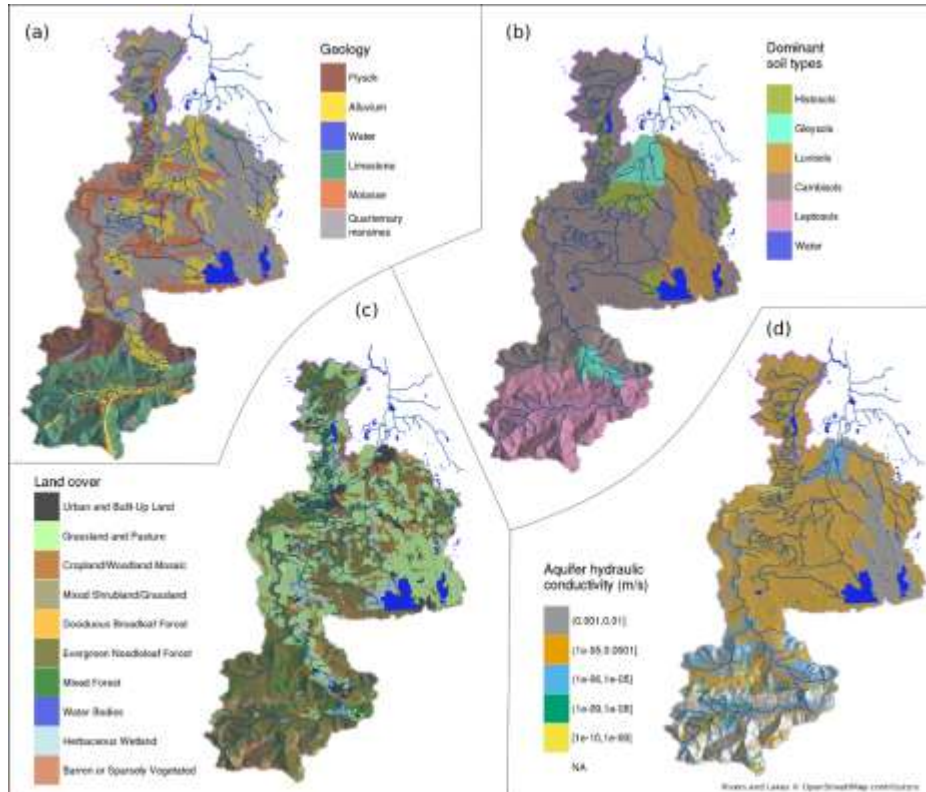 (a)
Geology
Flysch
Alluvium
Water
Limestone
Molasse
Quaternary
moraines
(b)
Dominant
soil types
Histosols
Gleysols
Luvisols
Cambisols
Leptosols
Water
(c)
Land cover
Urban and Built-Up Land
Grassland and Pasture
Cropland/Woodland Mosaic
Mixed Shrubland/Grassland
Deciduous Broadleaf Forest
Evergreen Needleleaf Forest
Mixed Forest
Water Bodies
Herbaceous Wetland
Barren or Sparsely Vegetated
(d)
Aquifer hydraulic
conductivity (m/s)
(0.001,0.01]
NA
Rivers and Lakes © OpenStreetMap contributors